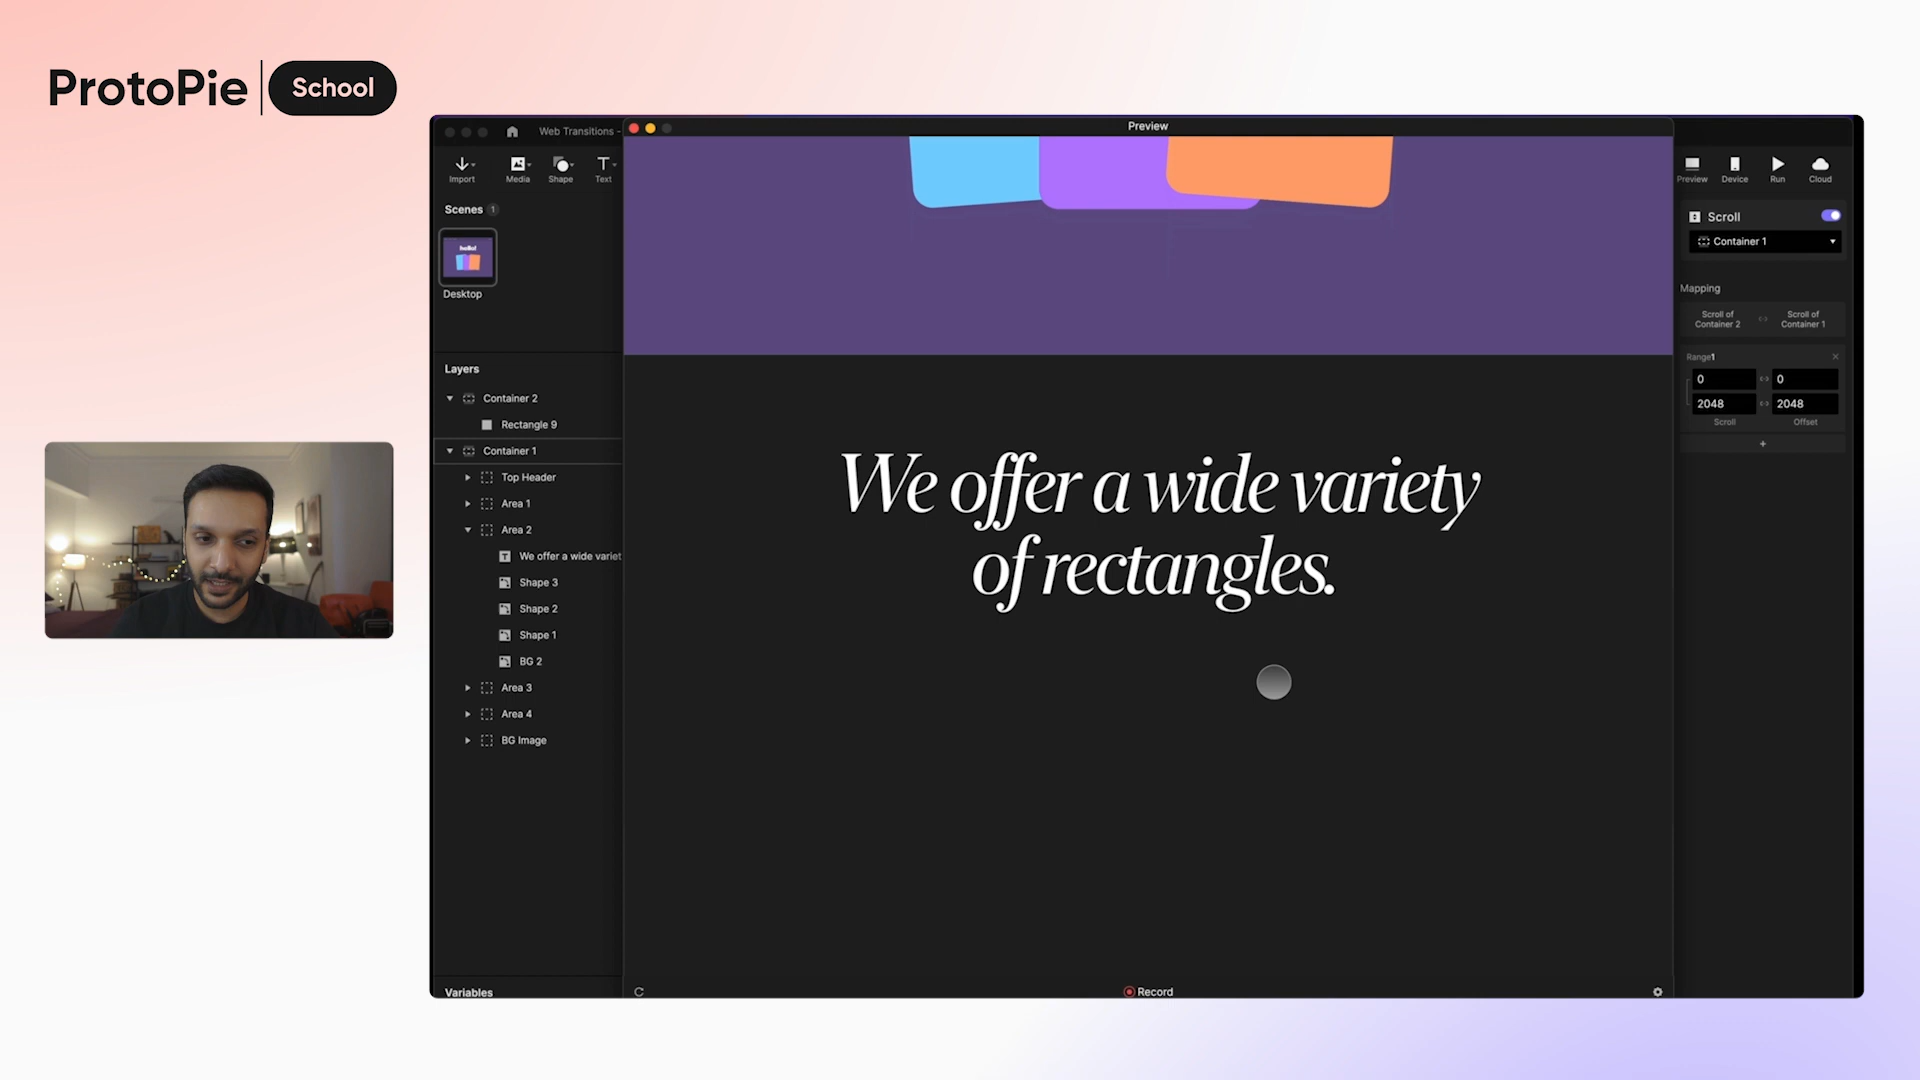 ProtoPie School
Web Transitions -
Preview
Import
Media
Shape
Text
Preview
Device
Run
Cloud
Scenes 1
hello!
Desktop
Layers
Container 2
Rectangle 9
Container 1
Top Header
Area 1
Area 2
We offer a wide variet
Shape 3
Shape 2
Shape 1
BG 2
Area 3
Area 4
BG Image
Variables
We offer a wide variety
of rectangles.
Record
Scroll
Container 1
Mapping
Scroll of
Container 2
Scroll of
Container 1
Range1
0
0
2048
2048
Scroll
Offset